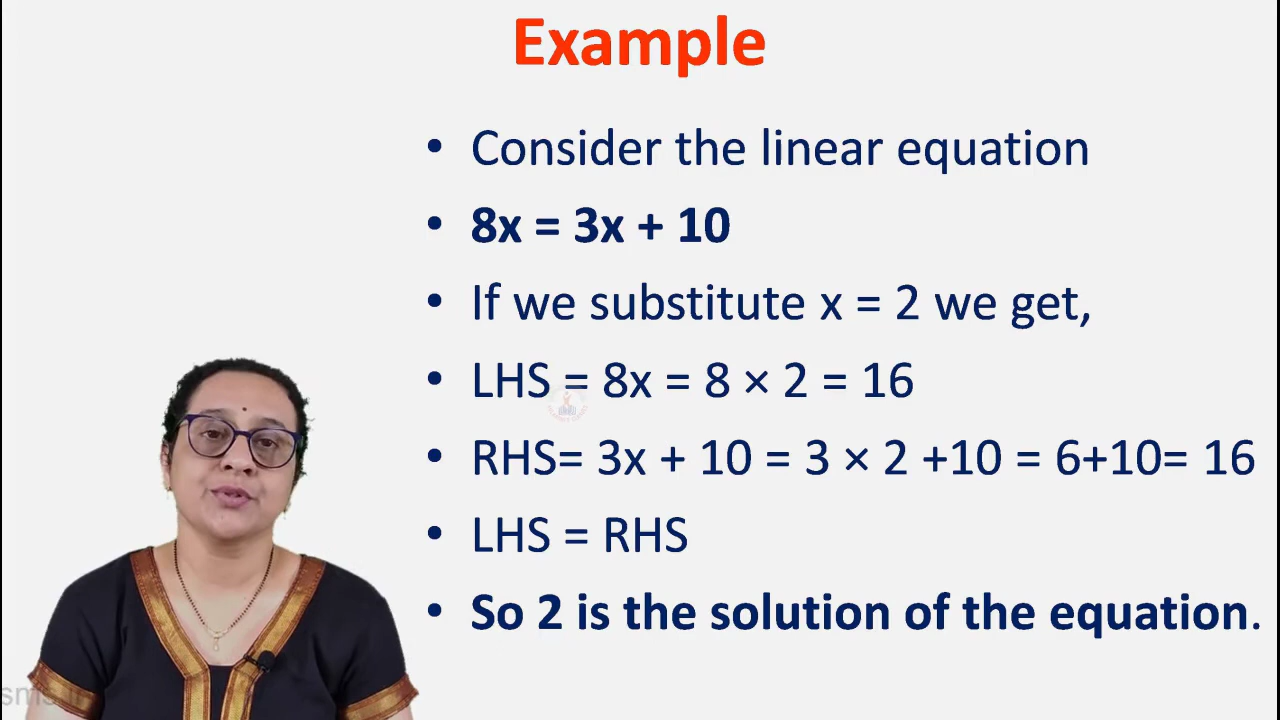 Example
• Consider the linear equation
• 8x = 3x + 10
• If we substitute x = 2 we get,
• LHS = 8x = 8 × 2 = 16
• RHS= 3x + 10 = 3 × 2 +10 = 6+10= 16
• LHS = RHS
• So 2 is the solution of the equation.